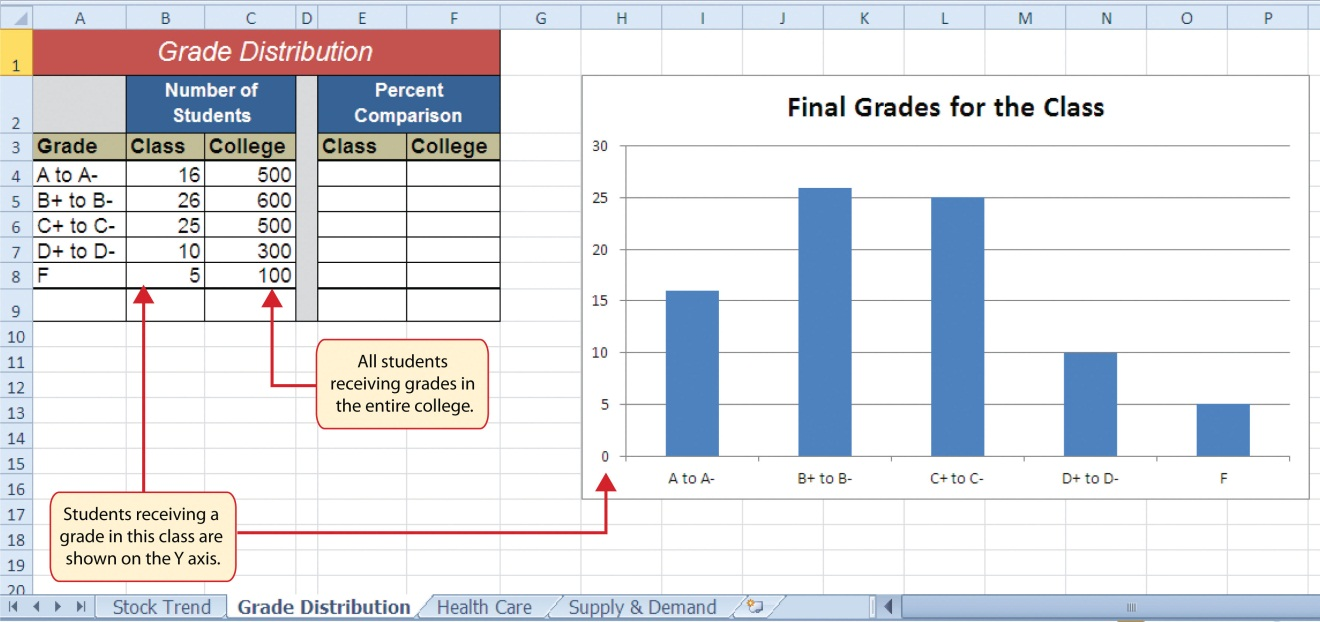 A B C D E F G H I J K L M N O P
1 Grade Distribution
2 Number of Students Percent Comparison
3 Grade Class College Class College
4 A to A- 16 500
5 B+ to B- 26 600
6 C+ to C- 25 500
7 D+ to D- 10 300
8 F 5 100
9
10
11
12
13
14
15
16
17
18
19
20
All students
receiving grades in
the entire college.
Students receiving a
grade in this class are
shown on the Y axis.
Final Grades for the Class
30
25
20
15
10
5
0
A to A- B+ to B- C+ to C- D+ to D- F
Stock Trend Grade Distribution Health Care Supply & Demand